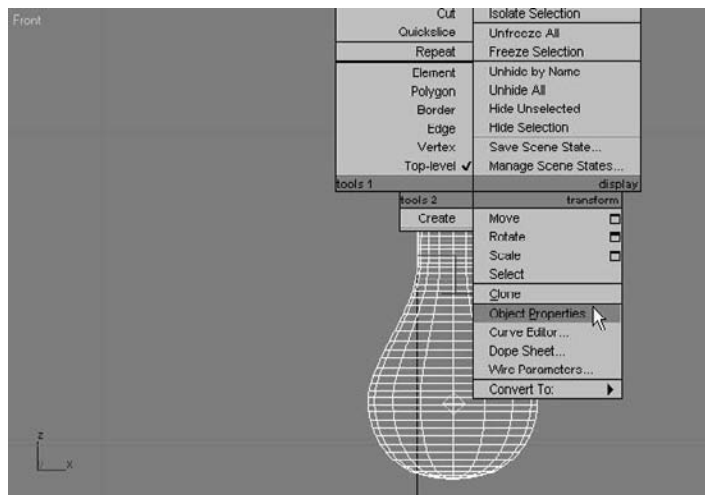 Front
Cut
Quickslice
Repeat
Element
Polygon
Border
Edge
Vertex
Top-level ✓
tools 1
Isolate Selection
Unfreeze All
Freeze Selection
Unhide by Name
Unhide All
Hide Unselected
Hide Selection
Save Scene State...
Manage Scene States...
display
tools 2
Create
transform
Move
Rotate
Scale
Select
Clone
Object Properties
Curve Editor...
Dope Sheet...
Wire Parameters...
Convert To:
z
x